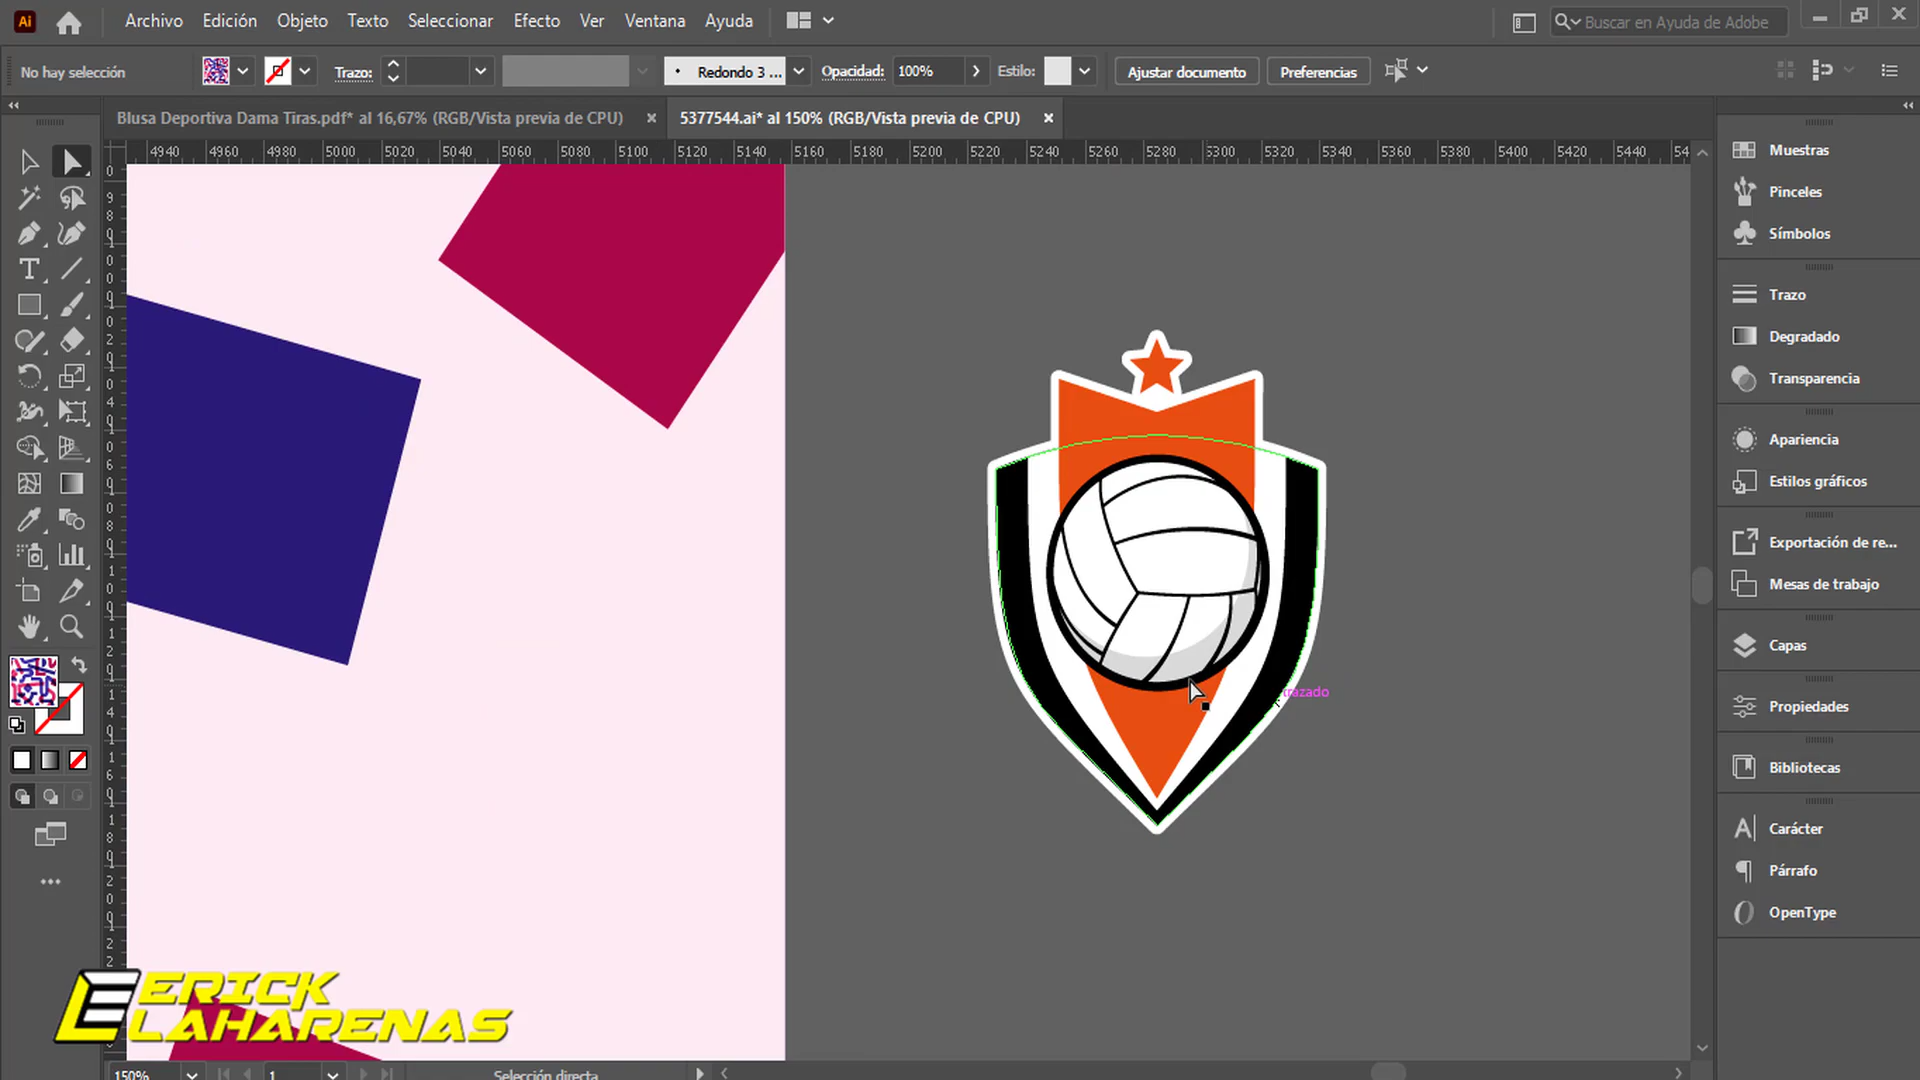 Ai Archivo Edición Objeto Texto Seleccionar Efecto Ver Ventana Ayuda Buscar en Ayuda de Adobe
No hay selección Trazo: Redondo 3 ... Opacidad: 100% Estilo: Ajustar documento Preferencias
Blusa Deportiva Dama Tiras.pdf* al 16,67% (RGB/Vista previa de CPU) × 5377544.ai* al 150% (RGB/Vista previa de CPU) ×
4940 4960 4980 5000 5020 5040 5060 5080 5100 5120 5140 5160 5180 5200 5220 5240 5260 5280 5300 5320 5340 5360 5380 5400 5420 5440 54
Muestras
Pinceles
Símbolos
Trazo
Degradado
Transparencia
Apariencia
Estilos gráficos
Exportación de re...
Mesas de trabajo
Capas
Propiedades
Bibliotecas
Carácter
Párrafo
OpenType
ERICK
LAHARENAS
150% 1 Selección directa